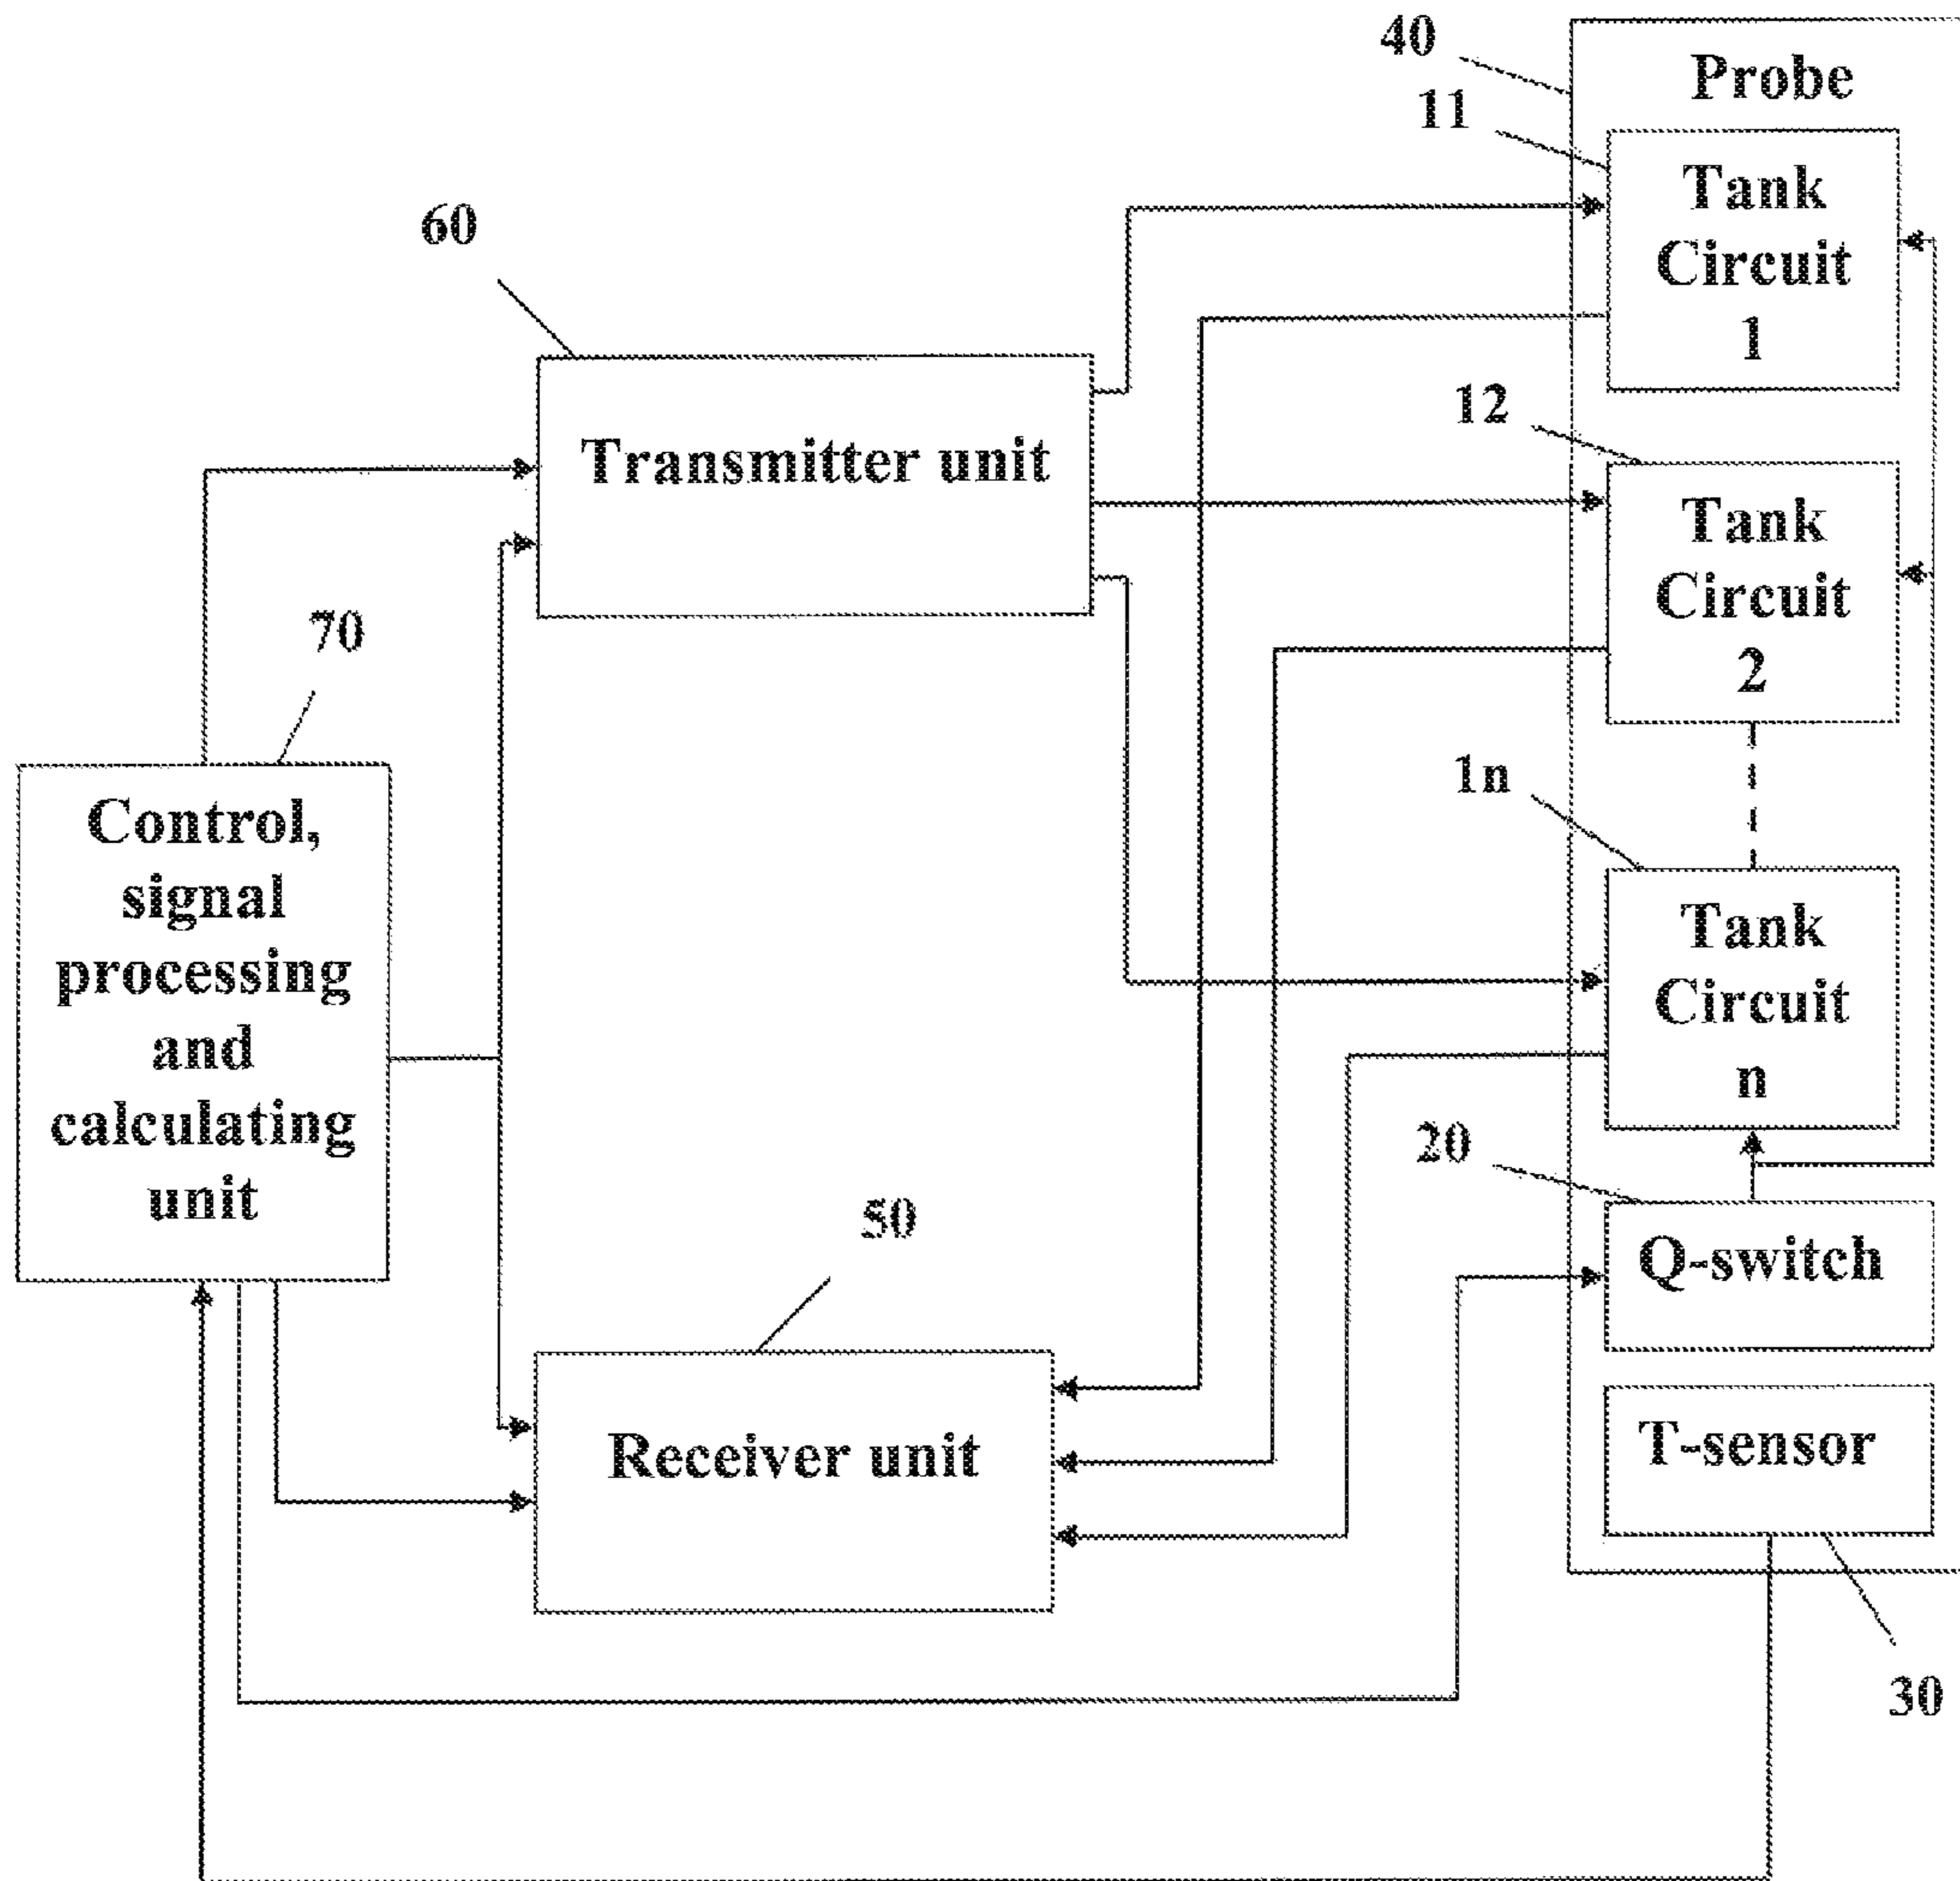 40
Probe
11
Tank
Circuit
1
60
Transmitter unit
12
Tank
Circuit
2
70
Control,
signal
processing
and
calculating
unit
1n
Tank
Circuit
n
20
Q-switch
50
Receiver unit
T-sensor
30